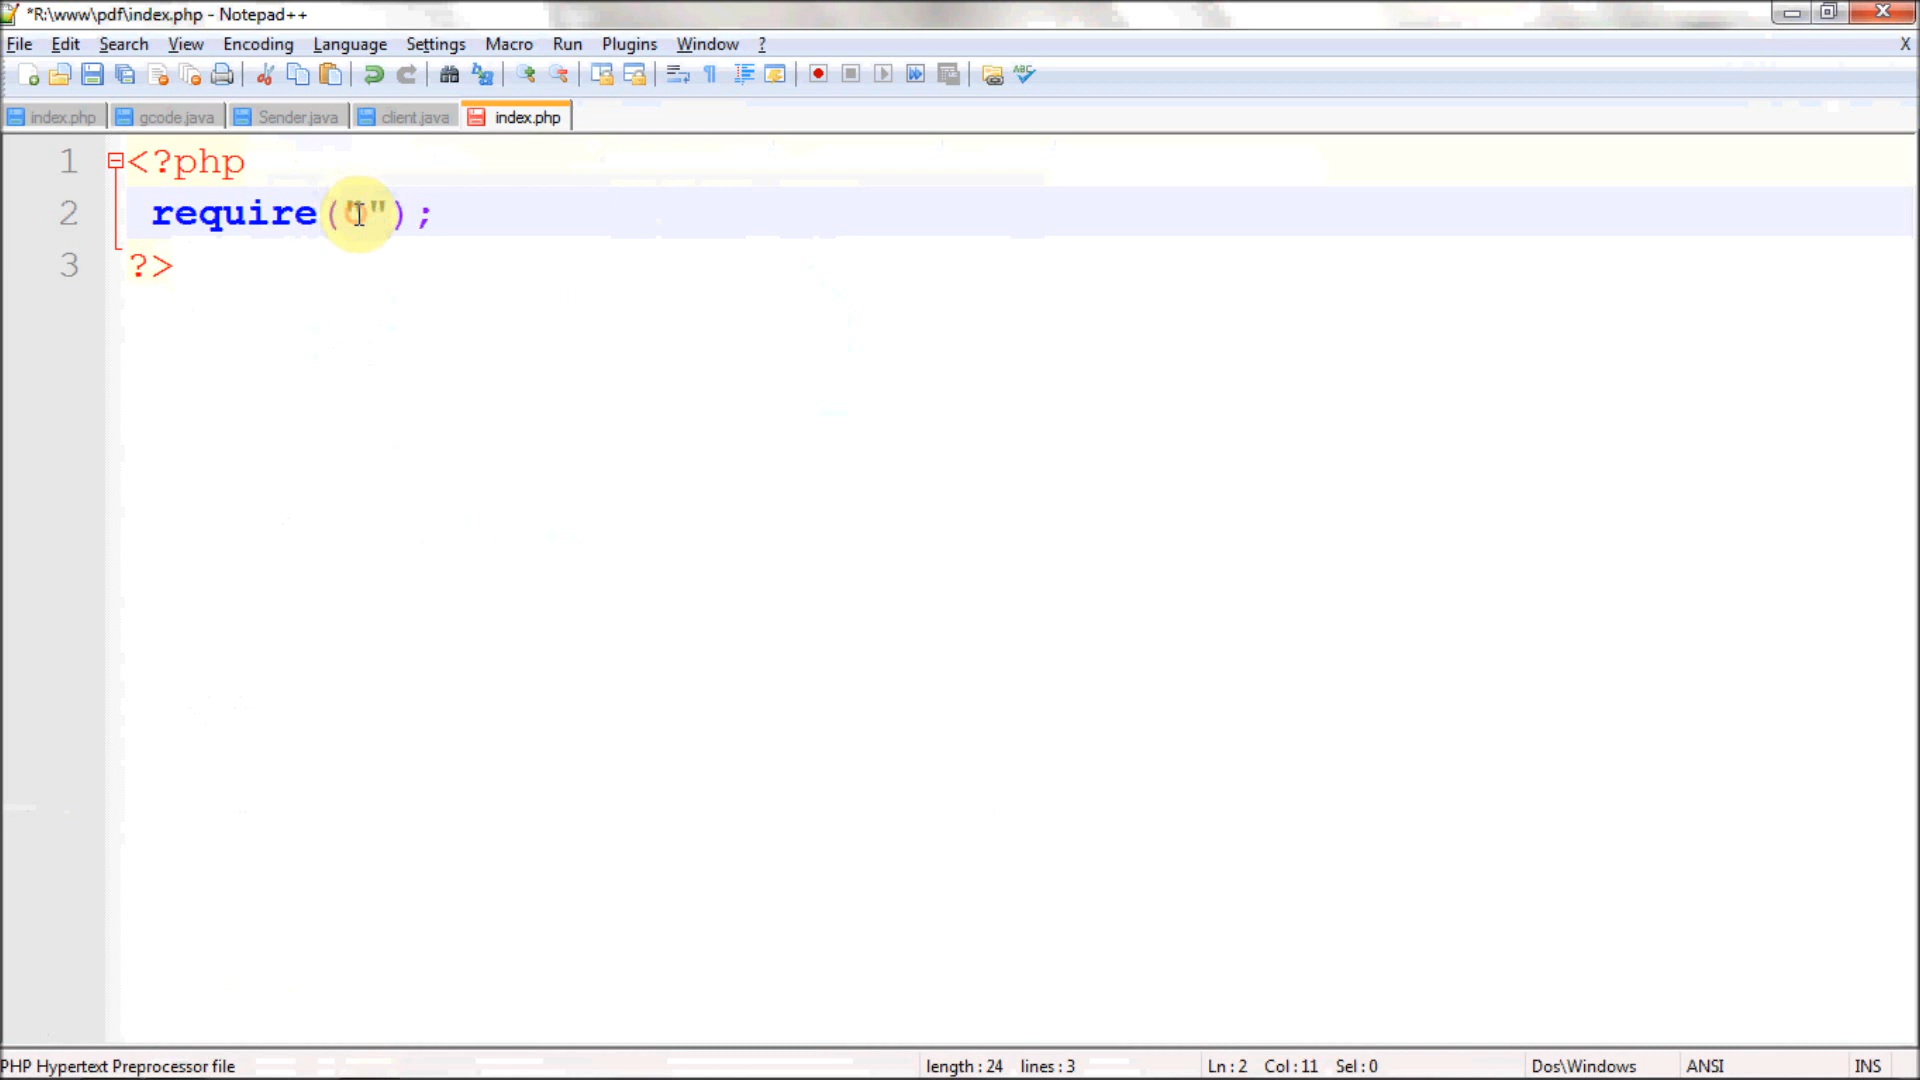 *R:\www\pdf\index.php - Notepad++
File Edit Search View Encoding Language Settings Macro Run Plugins Window ? X
index.php gcode.java Sender.java client.java index.php
1 <?php
2 require("");
3 ?>
PHP Hypertext Preprocessor file length : 24 lines : 3 Ln : 2 Col : 11 Sel : 0 Dos\Windows ANSI INS